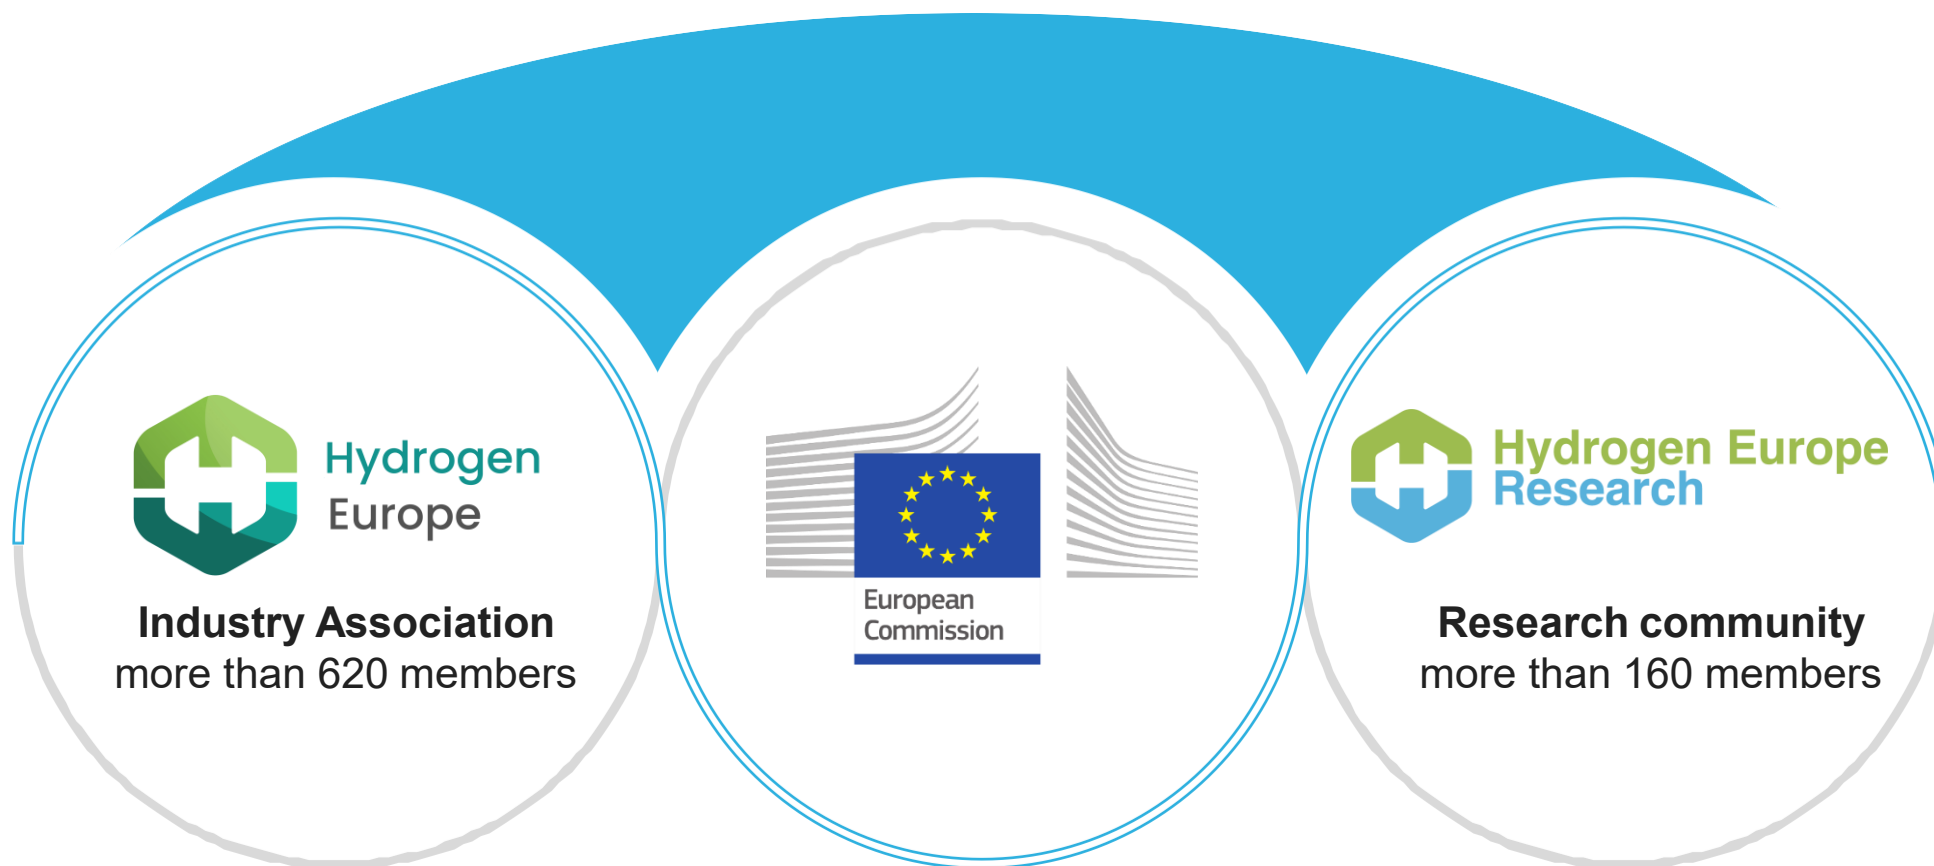 Hydrogen
Europe
Industry Association
more than 620 members
European
Commission
Hydrogen Europe
Research
Research community
more than 160 members